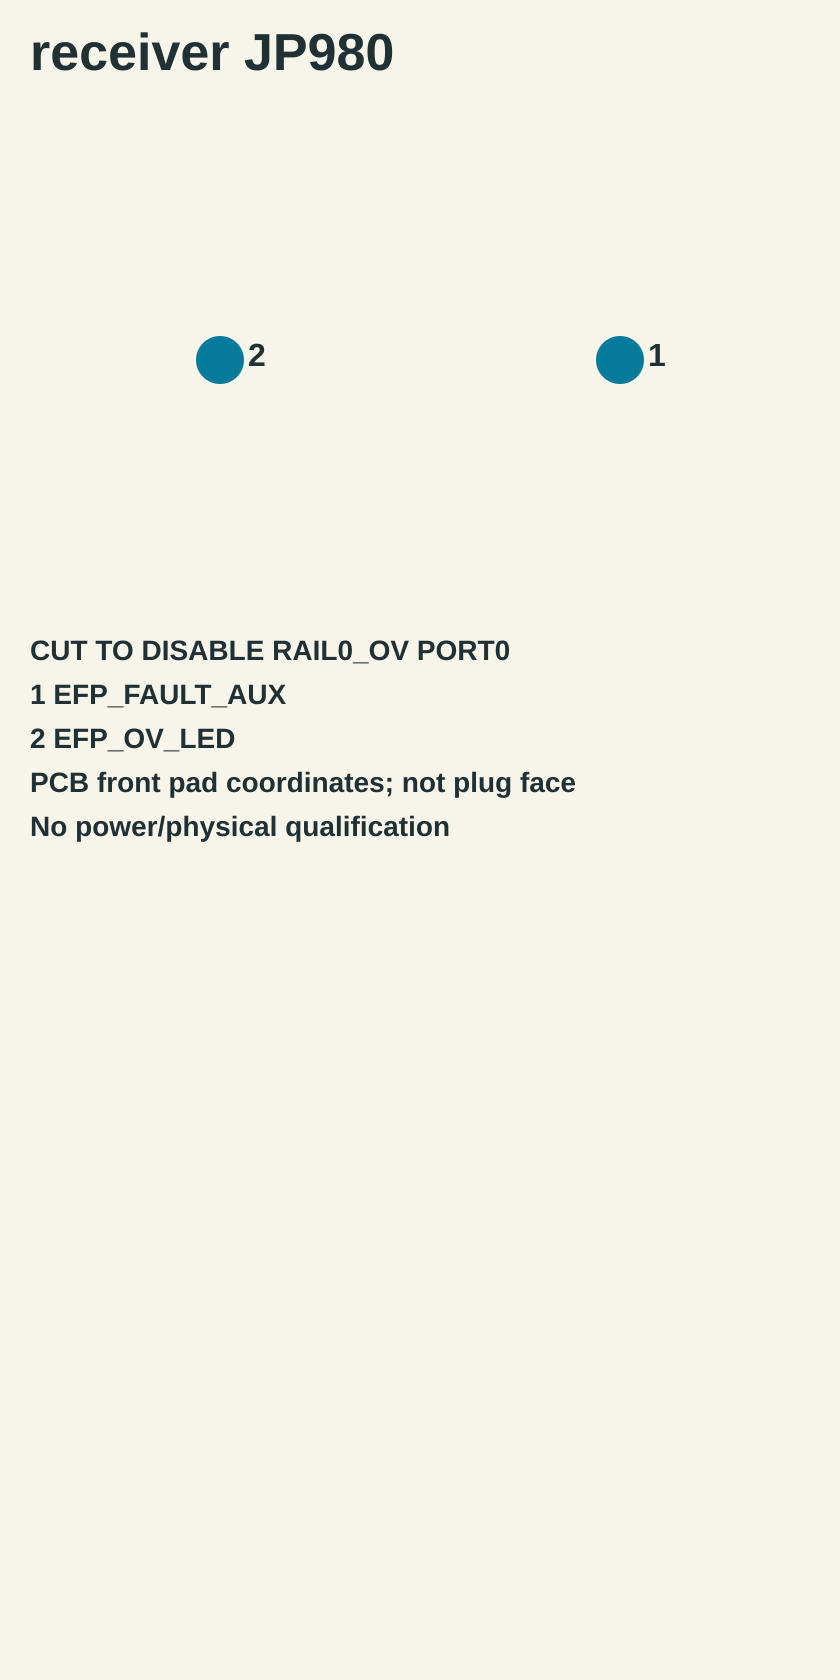 receiver JP980
2 1
CUT TO DISABLE RAIL0_OV PORT0
1 EFP_FAULT_AUX
2 EFP_OV_LED
PCB front pad coordinates; not plug face
No power/physical qualification